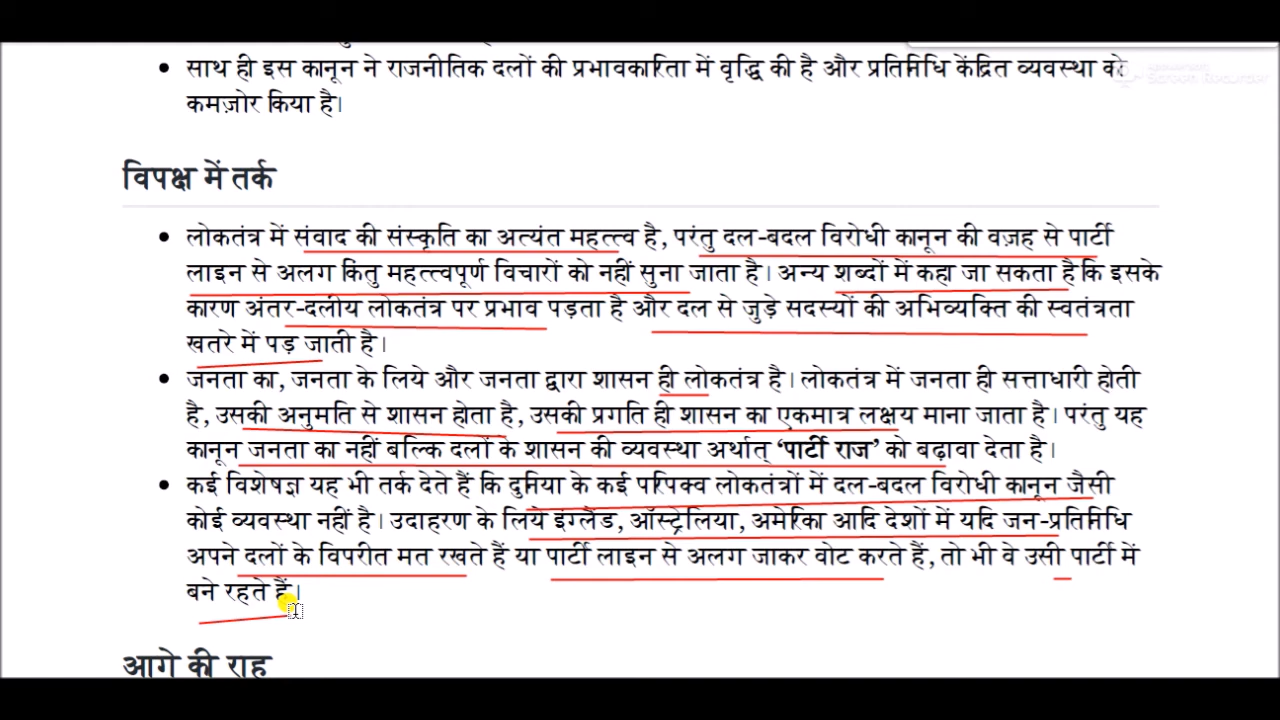 साथ ही इस कानून ने राजनीतिक दलों की प्रभावकारिता में वृद्धि की है और प्रतिनिधि केंद्रित व्यवस्था को
कमज़ोर किया है।
विपक्ष में तर्क
लोकतंत्र में संवाद की संस्कृति का अत्यंत महत्त्व है, परंतु दल-बदल विरोधी कानून की वज़ह से पार्टी
लाइन से अलग किंतु महत्त्वपूर्ण विचारों को नहीं सुना जाता है। अन्य शब्दों में कहा जा सकता है कि इसके
कारण अंतर-दलीय लोकतंत्र पर प्रभाव पड़ता है और दल से जुड़े सदस्यों की अभिव्यक्ति की स्वतंत्रता
खतरे में पड़ जाती है।
जनता का, जनता के लिये और जनता द्वारा शासन ही लोकतंत्र है। लोकतंत्र में जनता ही सत्ताधारी होती
है, उसकी अनुमति से शासन होता है, उसकी प्रगति ही शासन का एकमात्र लक्ष्य माना जाता है। परंतु यह
कानून जनता का नहीं बल्कि दलों के शासन की व्यवस्था अर्थात् ‘पार्टी राज’ को बढ़ावा देता है।
कई विशेषज्ञ यह भी तर्क देते हैं कि दुनिया के कई परिपक्व लोकतंत्रों में दल-बदल विरोधी कानून जैसी
कोई व्यवस्था नहीं है। उदाहरण के लिये इंग्लैंड, ऑस्ट्रेलिया, अमेरिका आदि देशों में यदि जन-प्रतिनिधि
अपने दलों के विपरीत मत रखते हैं या पार्टी लाइन से अलग जाकर वोट करते हैं, तो भी वे उसी पार्टी में
बने रहते हैं।
आगे की राह